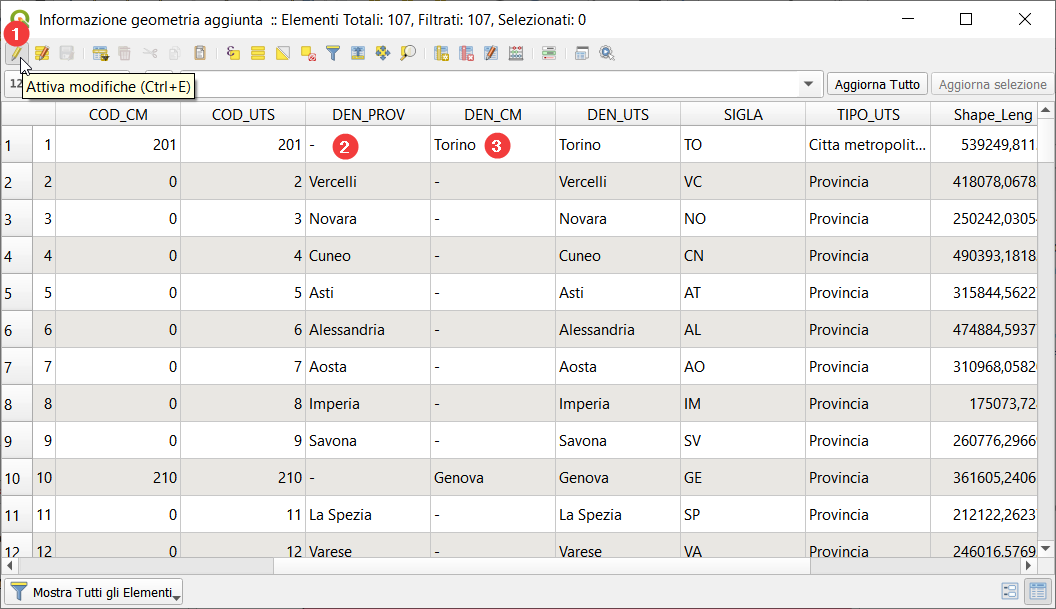 Informazione geometria aggiunta :: Elementi Totali: 107, Filtrati: 107, Selezionati: 0
1
12
Attiva modifiche (Ctrl+E)
Aggiorna Tutto
Aggiorna selezione
COD_CM COD_UTS DEN_PROV DEN_CM DEN_UTS SIGLA TIPO_UTS Shape_Leng
1 1 201 201 - 2 Torino 3 Torino TO Citta metropolit... 539249,811
2 2 0 2 Vercelli - Vercelli VC Provincia 418078,0678
3 3 0 3 Novara - Novara NO Provincia 250242,0305
4 4 0 4 Cuneo - Cuneo CN Provincia 490393,1818
5 5 0 5 Asti - Asti AT Provincia 315844,5622
6 6 0 6 Alessandria - Alessandria AL Provincia 474884,5937
7 7 0 7 Aosta - Aosta AO Provincia 310968,0582
8 8 0 8 Imperia - Imperia IM Provincia 175073,72
9 9 0 9 Savona - Savona SV Provincia 260776,2966
10 10 210 210 - Genova Genova GE Provincia 361605,2406
11 11 0 11 La Spezia - La Spezia SP Provincia 212122,2623
12 12 0 12 Varese - Varese VA Provincia 246016,5769
Mostra Tutti gli Elementi